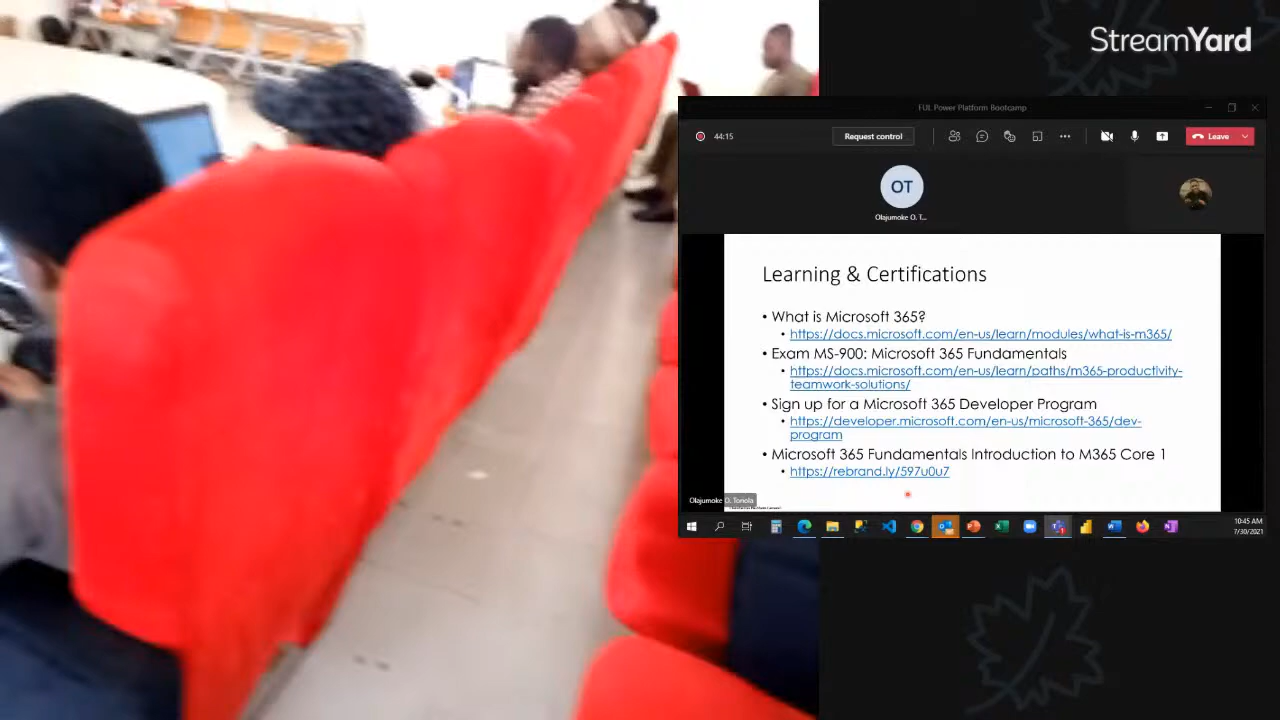 StreamYard
FUL Power Platform Bootcamp
44:15
Request control
Leave
OT
Olajumoke O. T...
Learning & Certifications
• What is Microsoft 365?
• https://docs.microsoft.com/en-us/learn/modules/what-is-m365/
• Exam MS-900: Microsoft 365 Fundamentals
• https://docs.microsoft.com/en-us/learn/paths/m365-productivity-
teamwork-solutions/
• Sign up for a Microsoft 365 Developer Program
• https://developer.microsoft.com/en-us/microsoft-365/dev-
program
• Microsoft 365 Fundamentals Introduction to M365 Core 1
• https://rebrand.ly/597u0u7
Olajumoke O. Tonola
10:45 AM
7/30/2021